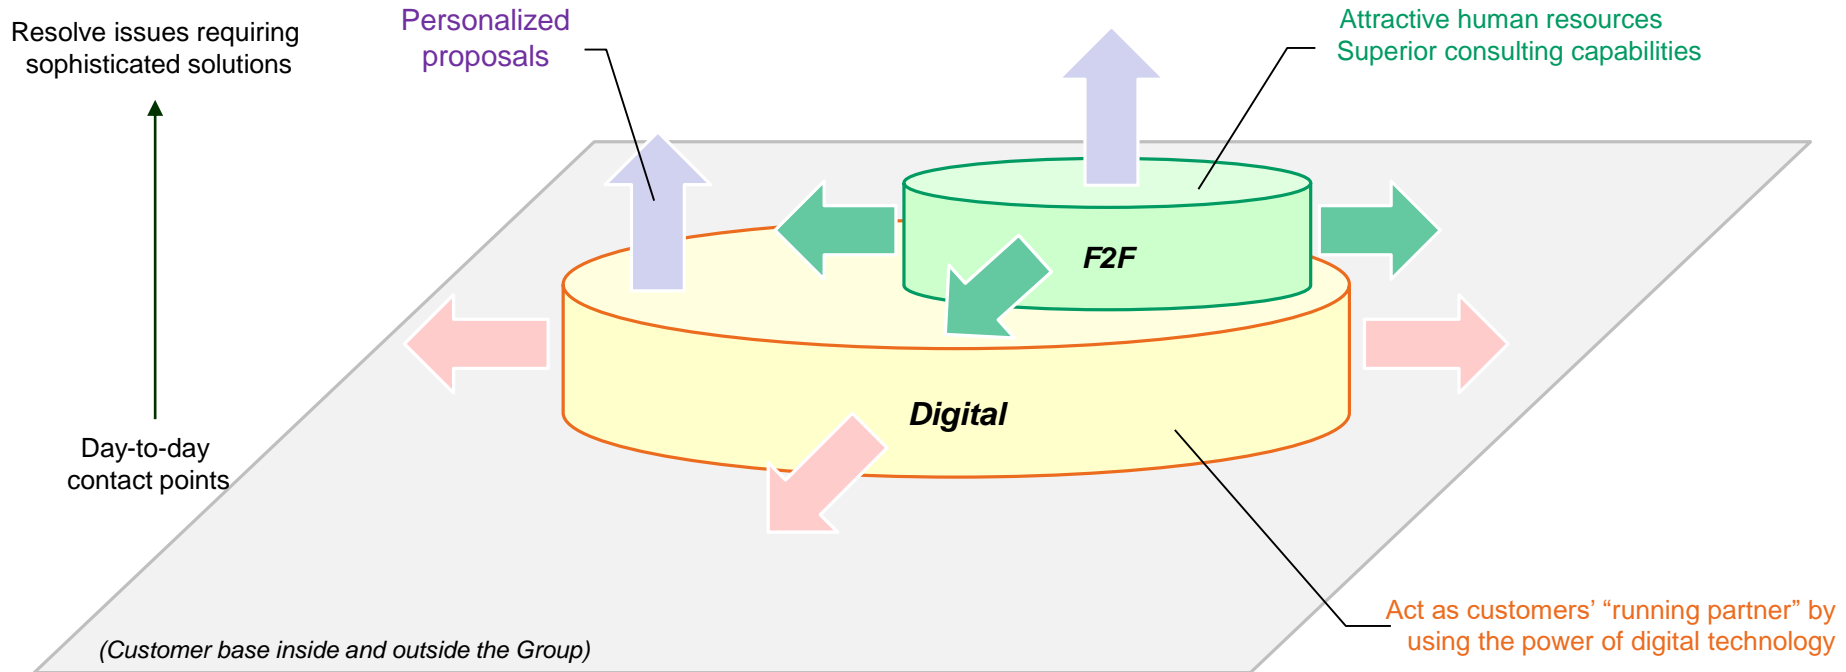 Resolve issues requiring
sophisticated solutions
Personalized
proposals
Attractive human resources
Superior consulting capabilities
F2F
Digital
Day-to-day
contact points
Act as customers’ “running partner” by
using the power of digital technology
(Customer base inside and outside the Group)